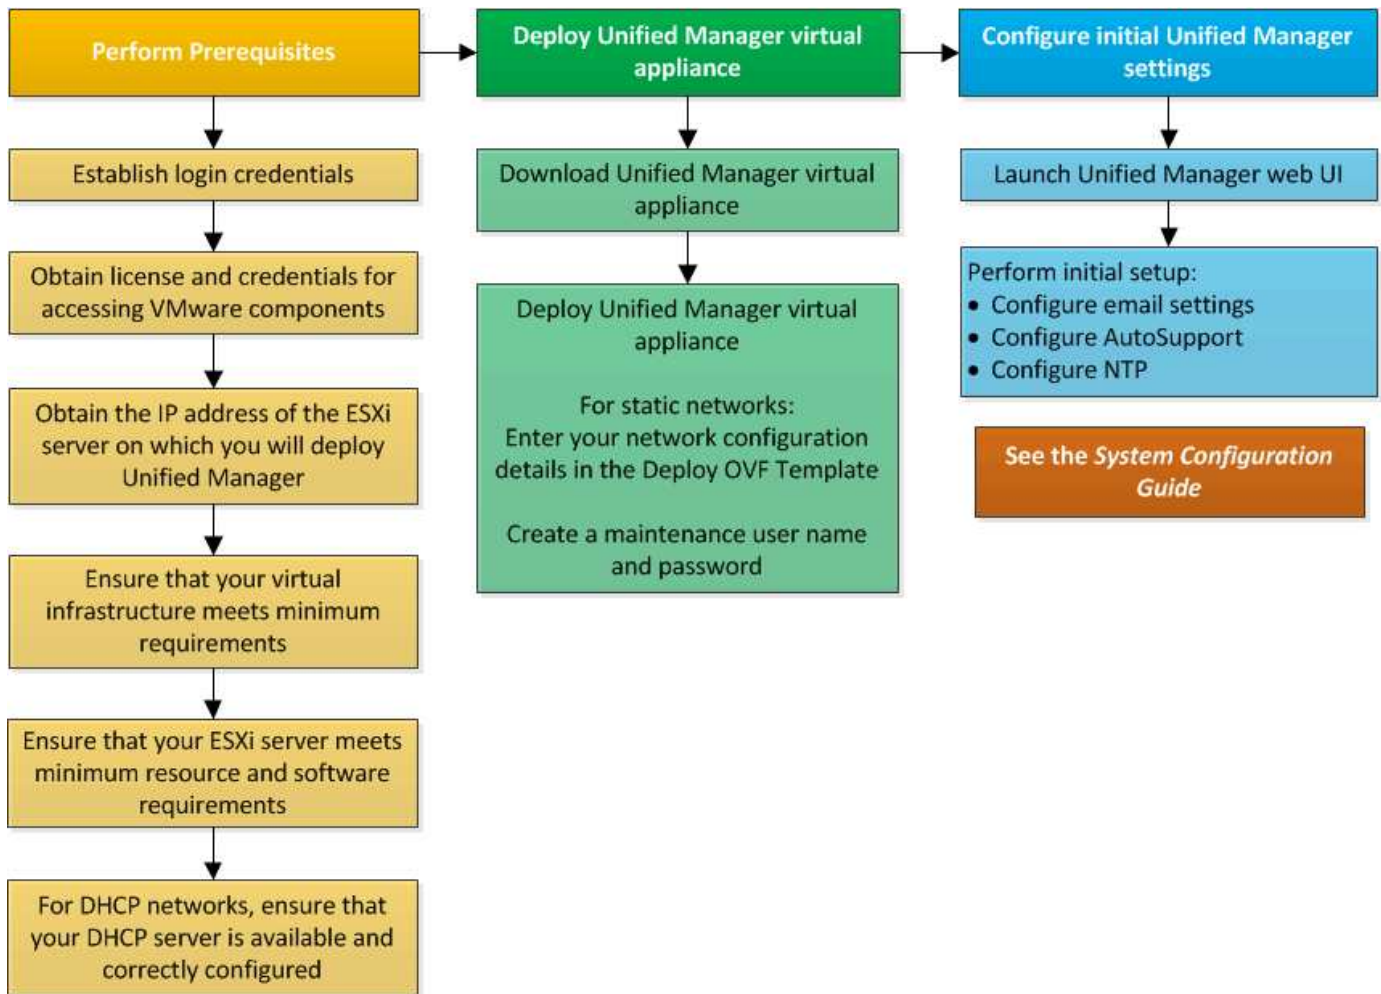 Perform Prerequisites
Establish login credentials
Obtain license and credentials for
accessing VMware components
Obtain the IP address of the ESXi
server on which you will deploy
Unified Manager
Ensure that your virtual
infrastructure meets minimum
requirements
Ensure that your ESXi server meets
minimum resource and software
requirements
For DHCP networks, ensure that
your DHCP server is available and
correctly configured
Deploy Unified Manager virtual
appliance
Download Unified Manager virtual
appliance
Deploy Unified Manager virtual
appliance
For static networks:
Enter your network configuration
details in the Deploy OVF Template
Create a maintenance user name
and password
Configure initial Unified Manager
settings
Launch Unified Manager web UI
Perform initial setup:
• Configure email settings
• Configure AutoSupport
• Configure NTP
See the System Configuration
Guide